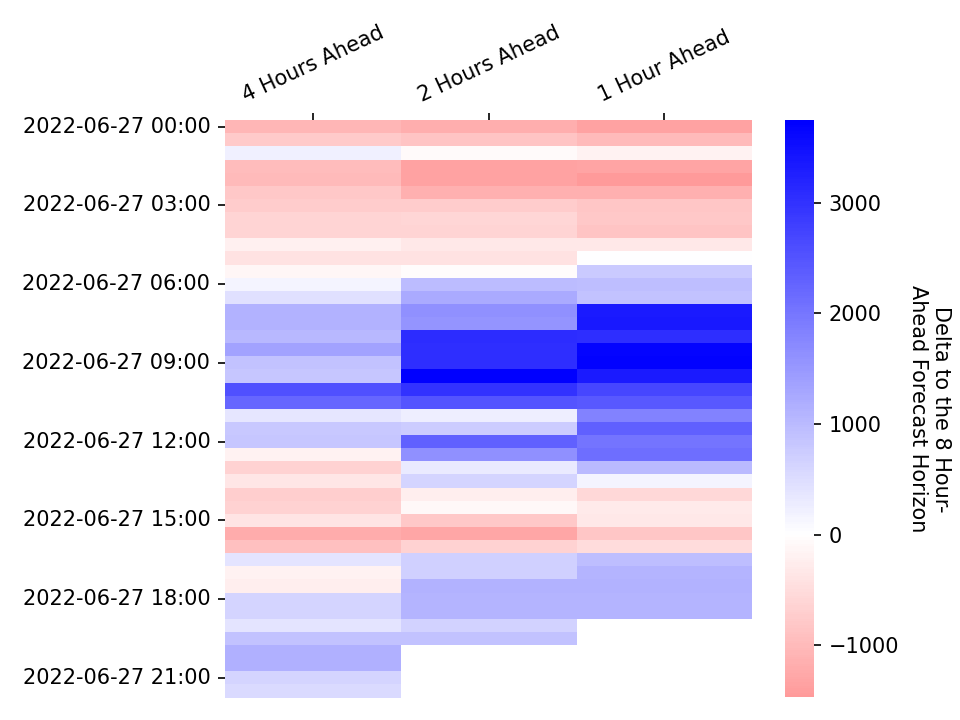 4 Hours Ahead
2 Hours Ahead
1 Hour Ahead
2022-06-27 00:00
2022-06-27 03:00
2022-06-27 06:00
2022-06-27 09:00
2022-06-27 12:00
2022-06-27 15:00
2022-06-27 18:00
2022-06-27 21:00
3000
2000
1000
0
−1000
Delta to the 8 Hour-
Ahead Forecast Horizon